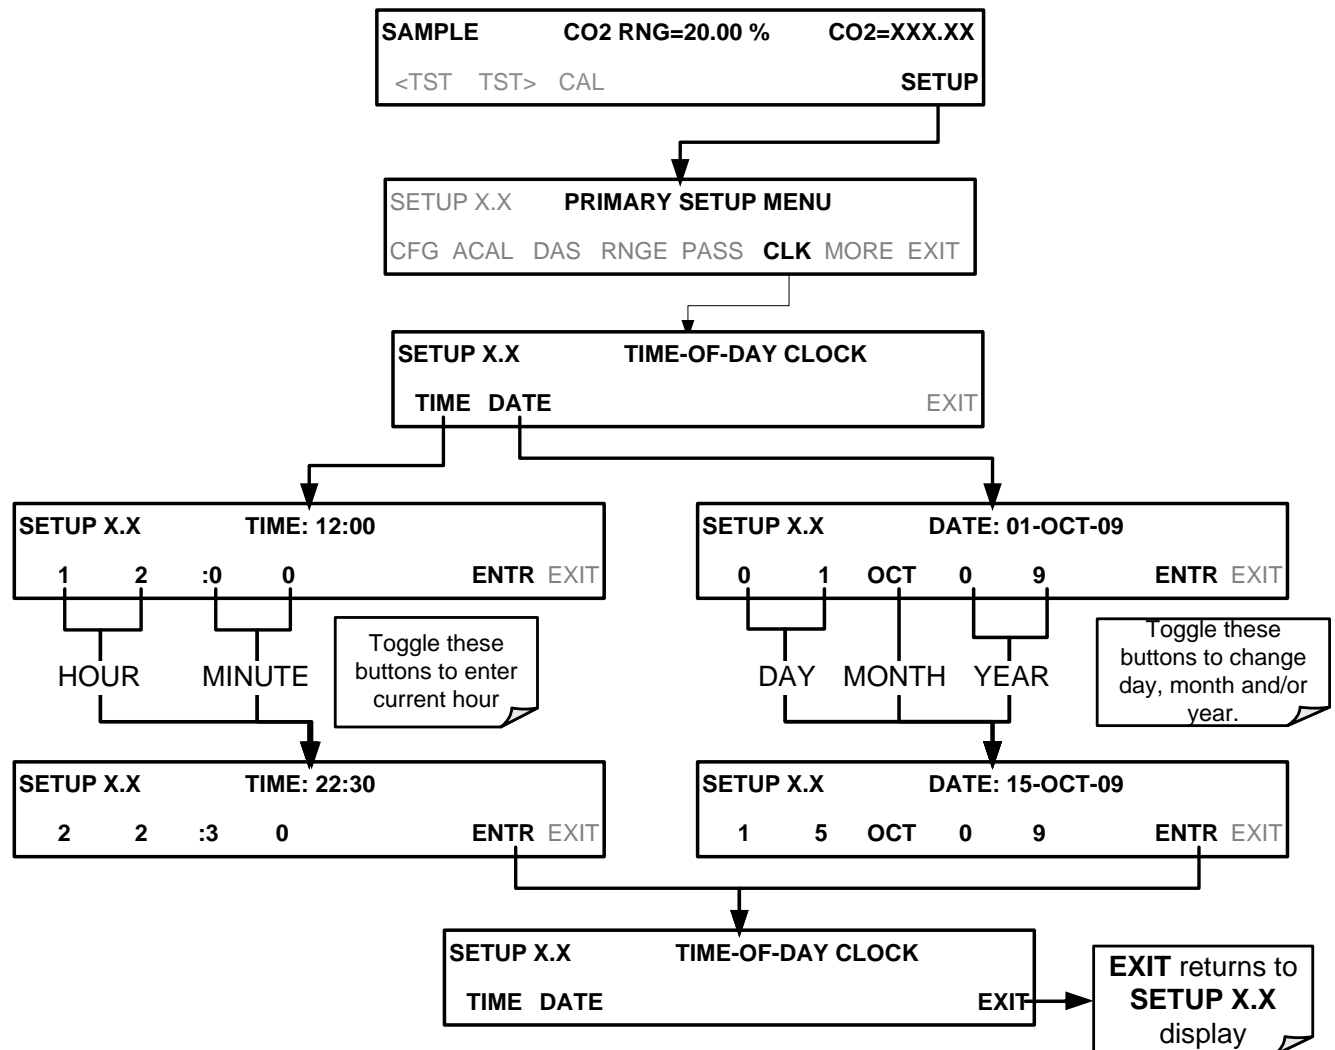 SAMPLE CO2 RNG=20.00 % CO2=XXX.XX
<TST TST> CAL SETUP
SETUP X.X PRIMARY SETUP MENU
CFG ACAL DAS RNGE PASS CLK MORE EXIT
SETUP X.X TIME-OF-DAY CLOCK
TIME DATE EXIT
SETUP X.X TIME: 12:00
1 2 :0 0 ENTR EXIT
HOUR MINUTE
Toggle these
buttons to enter
current hour
SETUP X.X TIME: 22:30
2 2 :3 0 ENTR EXIT
SETUP X.X DATE: 01-OCT-09
0 1 OCT 0 9 ENTR EXIT
DAY MONTH YEAR
Toggle these
buttons to change
day, month and/or
year.
SETUP X.X DATE: 15-OCT-09
1 5 OCT 0 9 ENTR EXIT
SETUP X.X TIME-OF-DAY CLOCK
TIME DATE EXIT
EXIT returns to
SETUP X.X
display